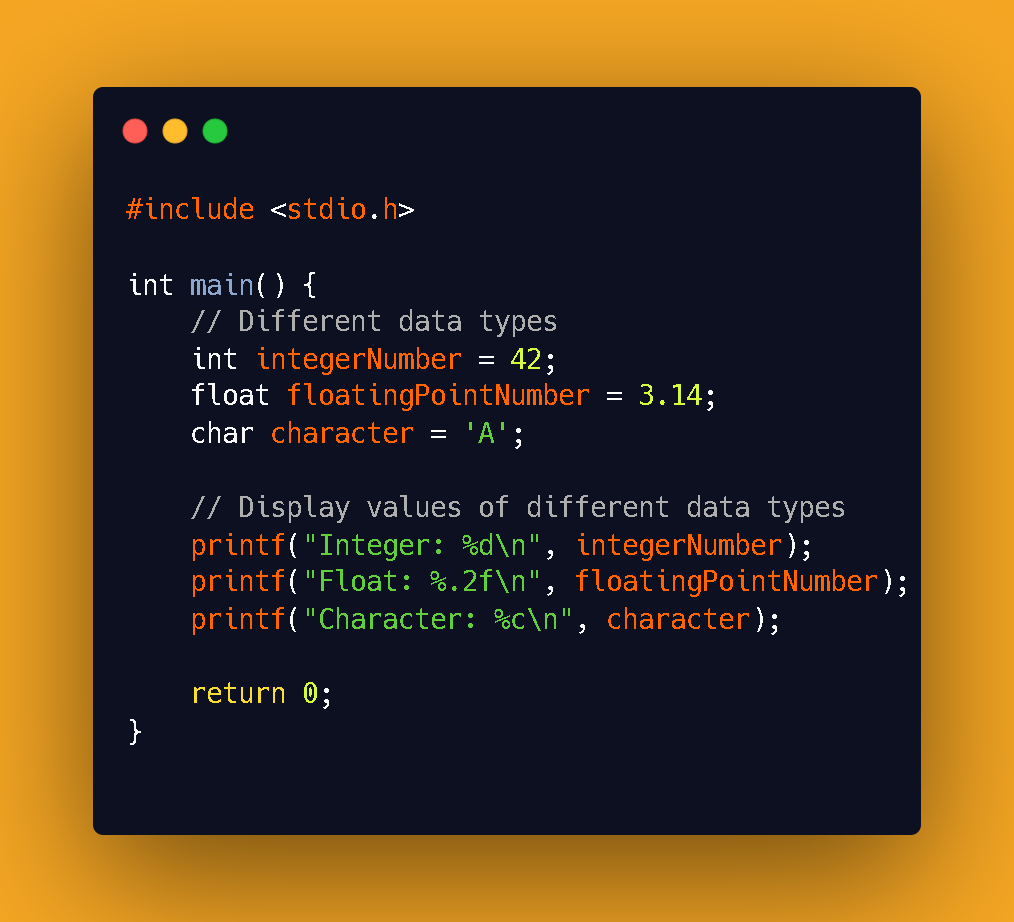 #include <stdio.h>

int main() {
    // Different data types
    int integerNumber = 42;
    float floatingPointNumber = 3.14;
    char character = 'A';

    // Display values of different data types
    printf("Integer: %d\n", integerNumber);
    printf("Float: %.2f\n", floatingPointNumber);
    printf("Character: %c\n", character);

    return 0;
}